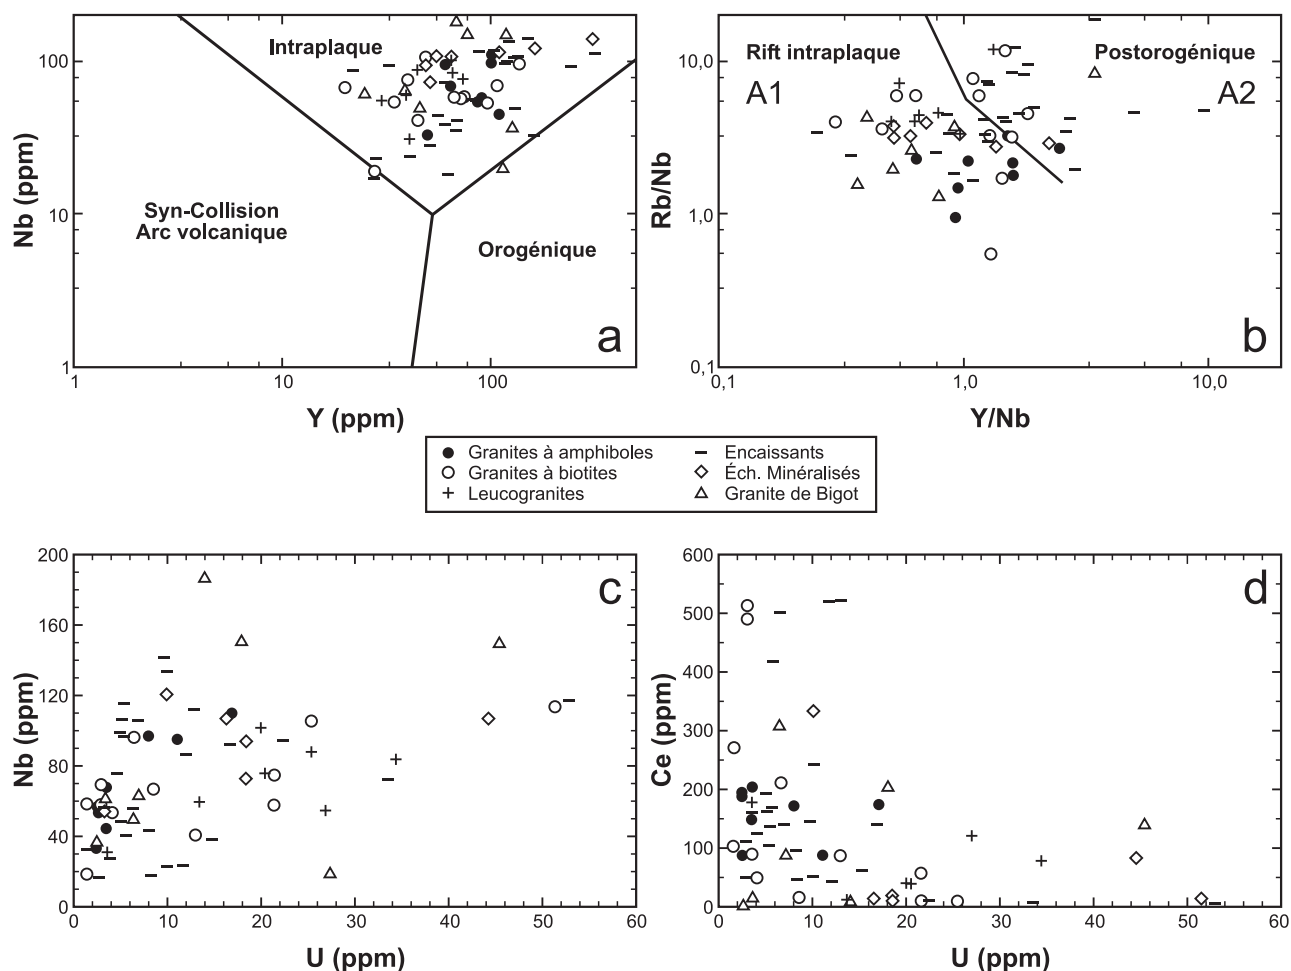 100
10
1
Nb (ppm)
Intraplaque
Syn-Collision
Arc volcanique
Orogénique
a
1
10
100
Y (ppm)
10,0
1,0
0,1
Rb/Nb
Rift intraplaque
A1
Postorogénique
A2
b
0,1
1,0
10,0
Y/Nb
Granites à amphiboles
Granites à biotites
Leucogranites
Encaissants
Éch. Minéralisés
Granite de Bigot
200
160
120
80
40
0
Nb (ppm)
c
0
10
20
30
40
50
60
U (ppm)
600
500
400
300
200
100
0
Ce (ppm)
d
0
10
20
30
40
50
60
U (ppm)